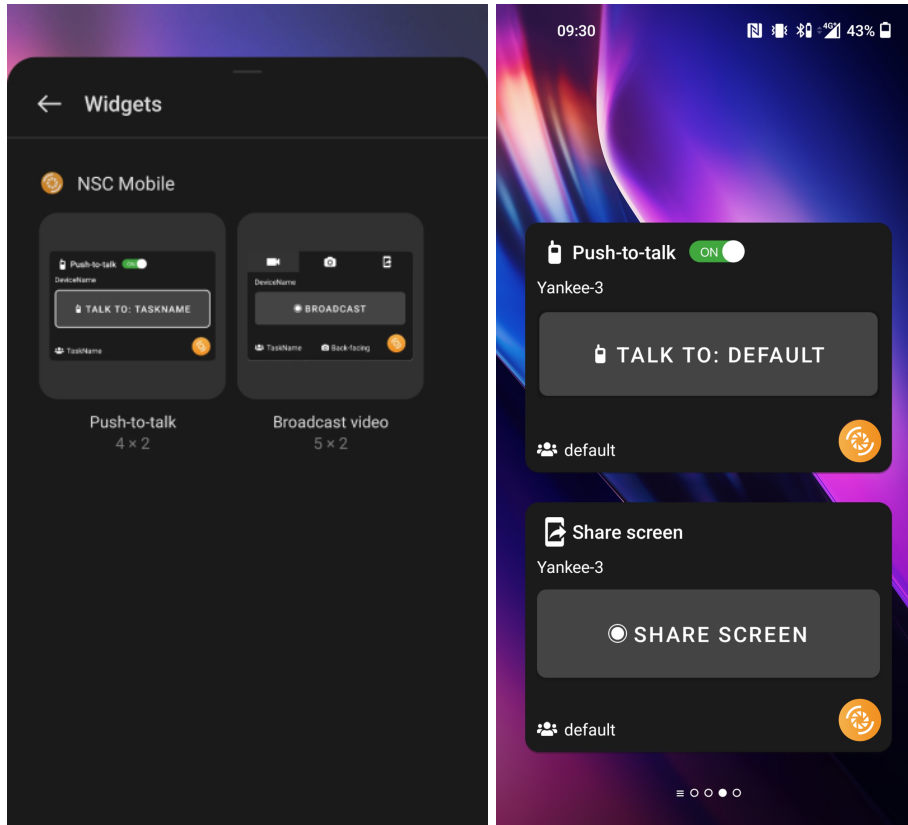 Widgets
NSC Mobile
Push-to-talk ON
DeviceName
TALK TO: TASKNAME
TaskName
Push-to-talk
4 × 2
DeviceName
BROADCAST
TaskName Back-facing
Broadcast video
5 × 2
09:30 4G 43%
Push-to-talk ON
Yankee-3
TALK TO: DEFAULT
default
Share screen
Yankee-3
SHARE SCREEN
default